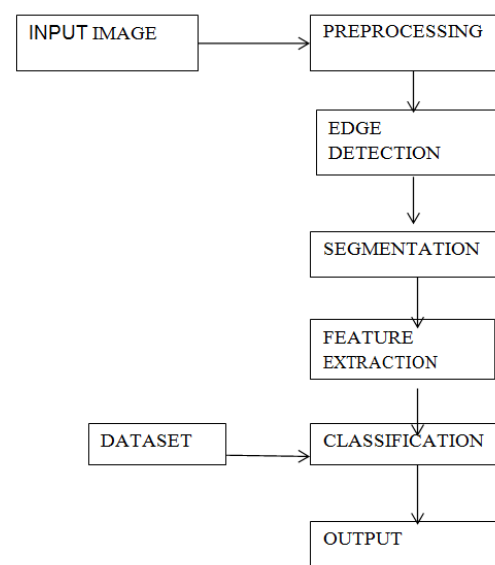 INPUT IMAGE
PREPROCESSING
EDGE
DETECTION
SEGMENTATION
FEATURE
EXTRACTION
DATASET
CLASSIFICATION
OUTPUT